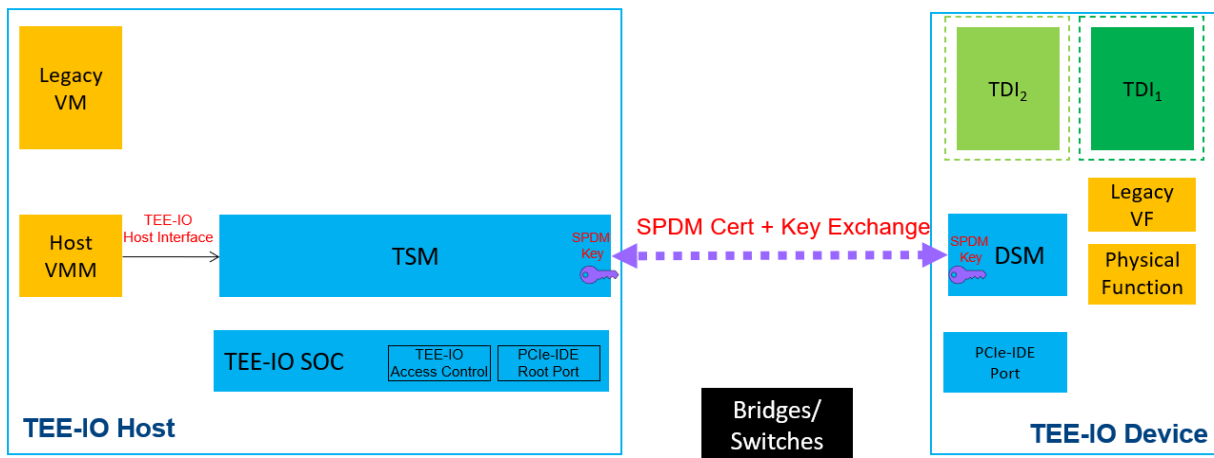 Legacy
VM
Host
VMM
TEE-IO
Host Interface
TSM
SPDM
Key
TEE-IO SOC
TEE-IO
Access Control
PCIe-IDE
Root Port
TEE-IO Host
SPDM Cert + Key Exchange
Bridges/
Switches
TDI₂
TDI₁
Legacy
VF
SPDM
Key
DSM
Physical
Function
PCIe-IDE
Port
TEE-IO Device